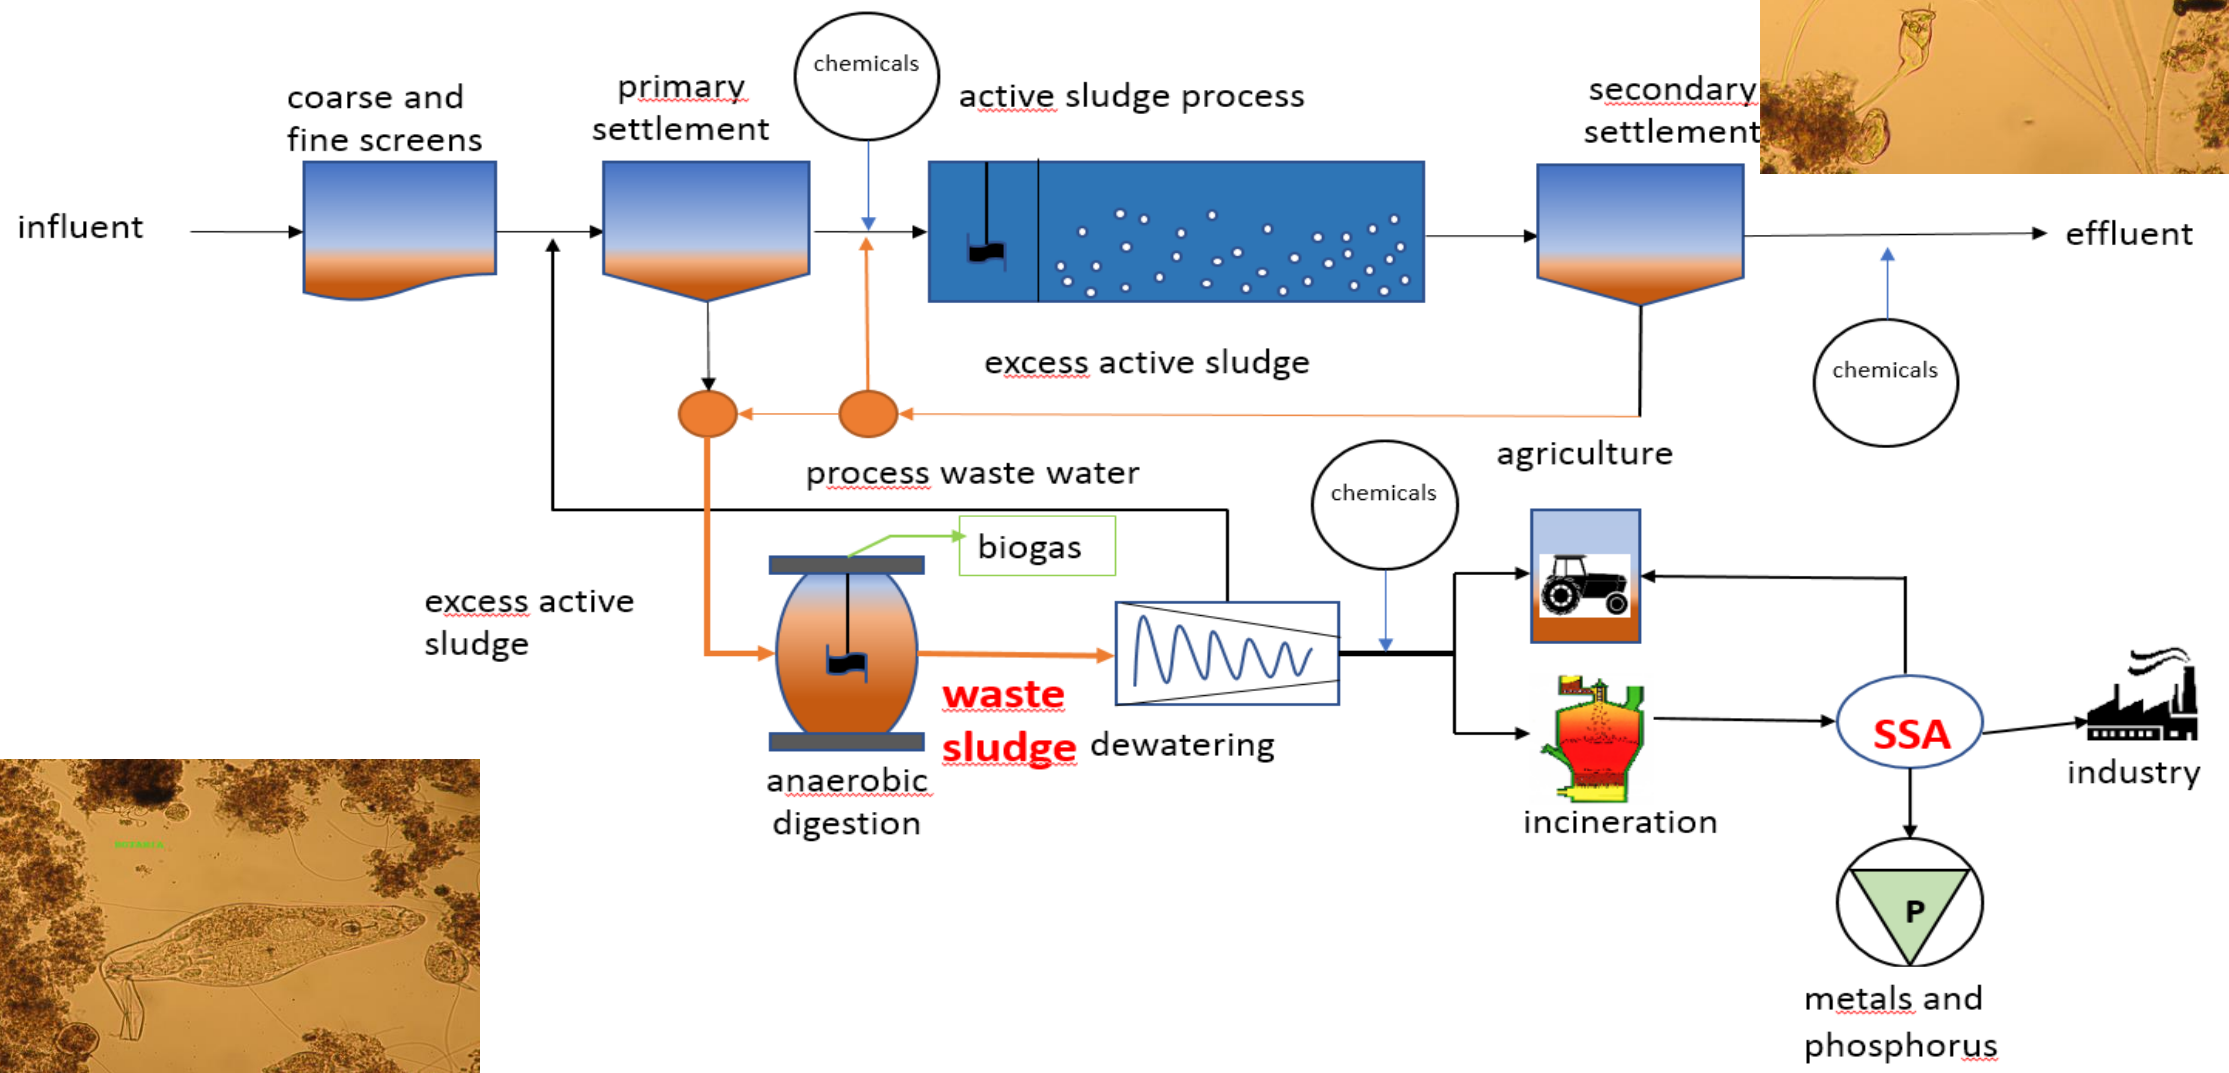 chemicals
coarse and
fine screens
primary
settlement
active sludge process
secondary
settlement
influent
effluent
excess active sludge
chemicals
process waste water
chemicals
agriculture
biogas
excess active
sludge
waste
sludge
dewatering
anaerobic
digestion
incineration
SSA
industry
P
metals and
phosphorus